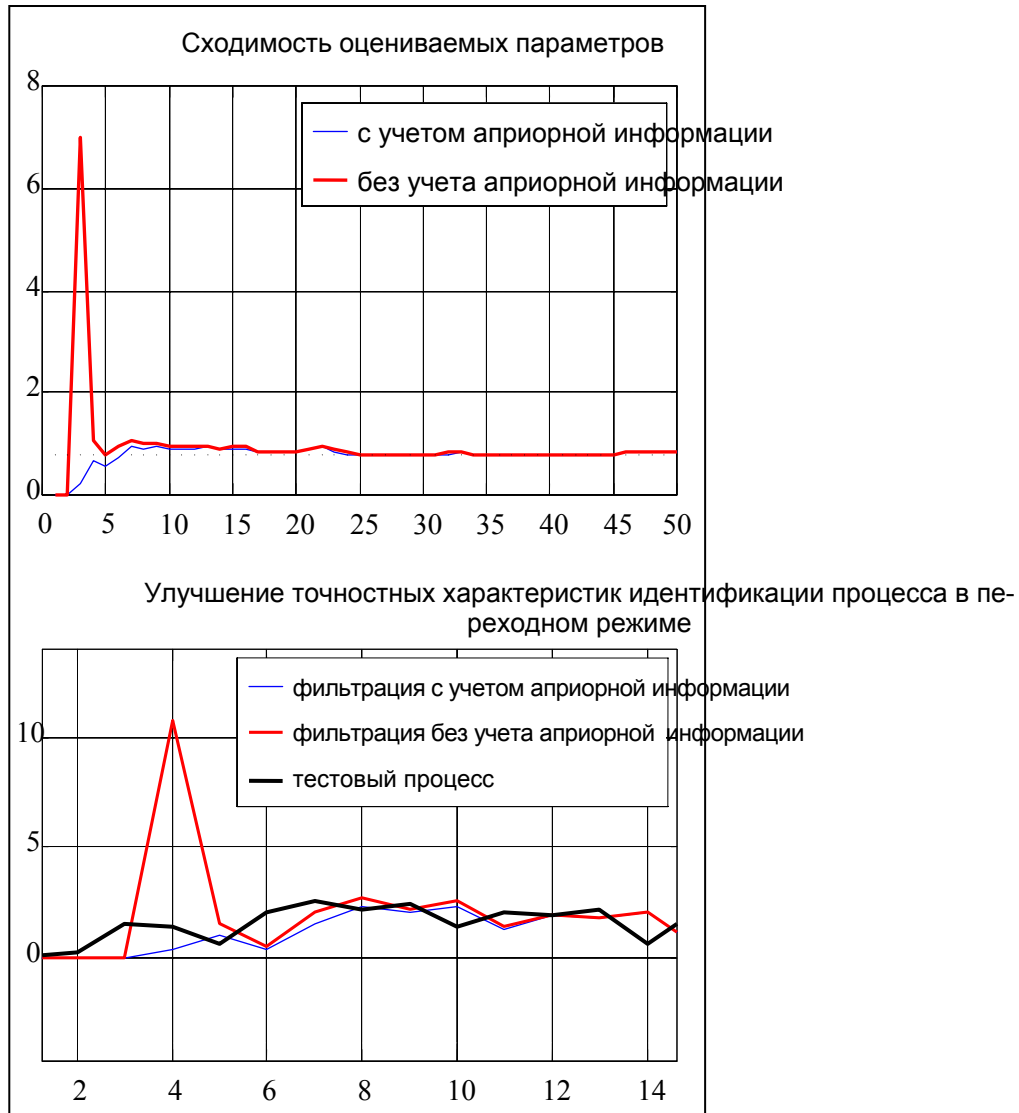 Сходимость оцениваемых параметров
8
с учетом априорной информации
без учета априорной информации
6
4
2
0
0 5 10 15 20 25 30 35 40 45 50
Улучшение точностных характеристик идентификации процесса в пе-
реходном режиме
фильтрация с учетом априорной информации
фильтрация без учета априорной информации
тестовый процесс
10
5
0
2 4 6 8 10 12 14